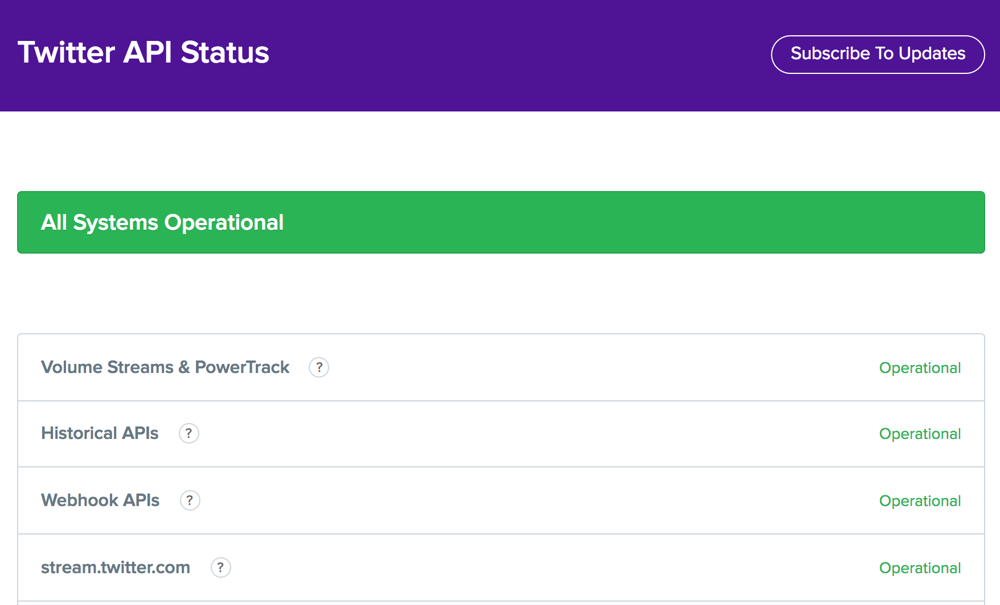 Twitter API Status
Subscribe To Updates
All Systems Operational
Volume Streams & PowerTrack ? Operational
Historical APIs ? Operational
Webhook APIs ? Operational
stream.twitter.com ? Operational